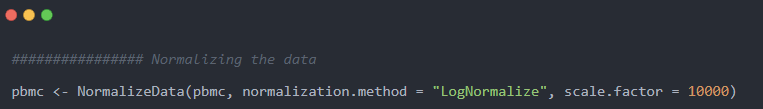 ################ Normalizing the data
pbmc <- NormalizeData(pbmc, normalization.method = "LogNormalize", scale.factor = 10000)